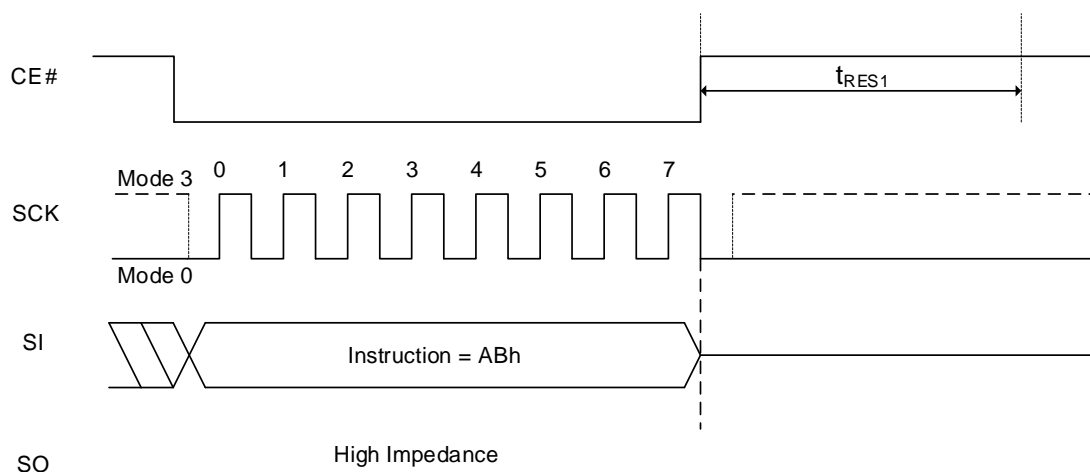 CE#
tRES1
Mode 3
0 1 2 3 4 5 6 7
SCK
Mode 0
SI
Instruction = ABh
SO
High Impedance